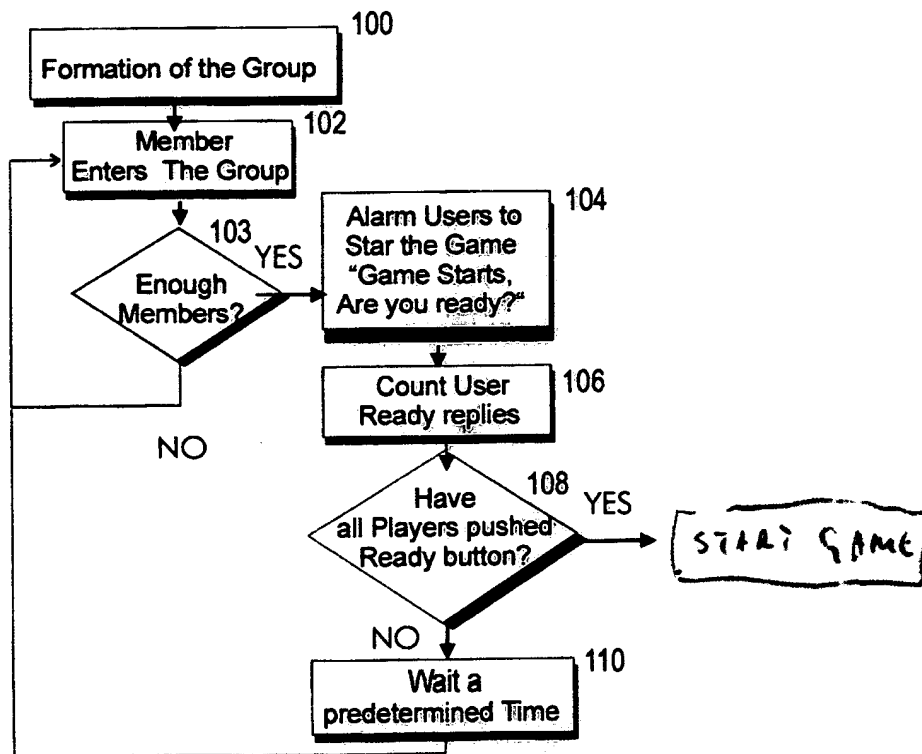 100
Formation of the Group
102
Member
Enters The Group
103
Enough
Members?
YES
NO
104
Alarm Users to
Star the Game
“Game Starts,
Are you ready?“
106
Count User
Ready replies
108
Have
all Players pushed
Ready button?
YES
START GAME
NO
110
Wait a
predetermined Time